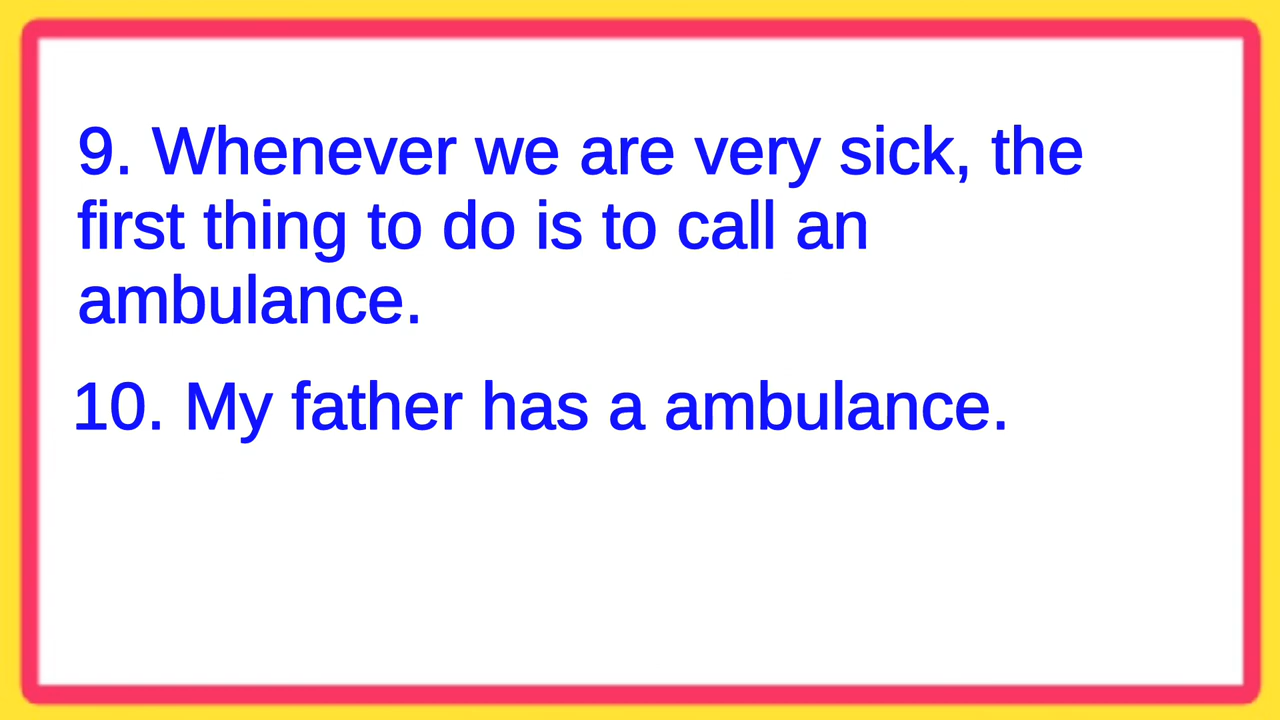 9. Whenever we are very sick, the
first thing to do is to call an
ambulance.
10. My father has a ambulance.